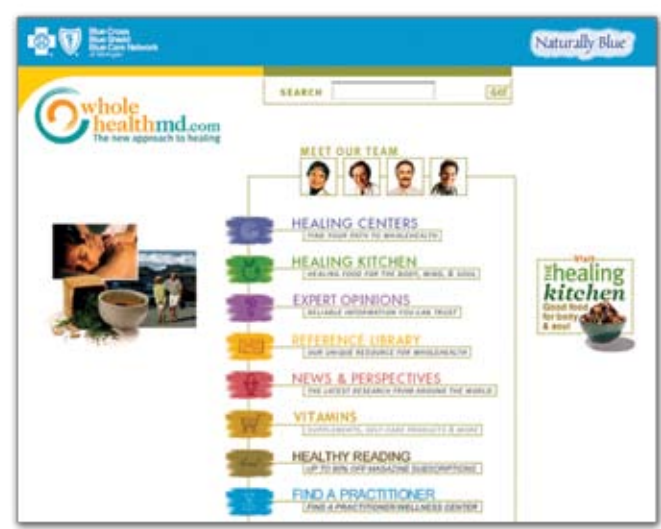 Blue Cross
Blue Shield
Blue Care Network
of Michigan
Naturally Blue
SEARCH
GO!
whole
healthmd.com
The new approach to healing
MEET OUR TEAM
HEALING CENTERS
FIND YOUR PATH TO WHOLEHEALTH
HEALING KITCHEN
HEALING FOOD FOR THE BODY, MIND, & SOUL
EXPERT OPINIONS
RELIABLE INFORMATION YOU CAN TRUST
REFERENCE LIBRARY
OUR UNIQUE RESOURCE FOR WHOLEHEALTH
NEWS & PERSPECTIVES
THE LATEST RESEARCH FROM AROUND THE WORLD
VITAMINS
SUPPLEMENTS, SELF-CARE PRODUCTS & MORE
HEALTHY READING
UP TO 80% OFF MAGAZINE SUBSCRIPTIONS
FIND A PRACTITIONER
FIND A PRACTITIONER/WELLNESS CENTER
Visit
THE healing
kitchen
Good food
for body
& soul